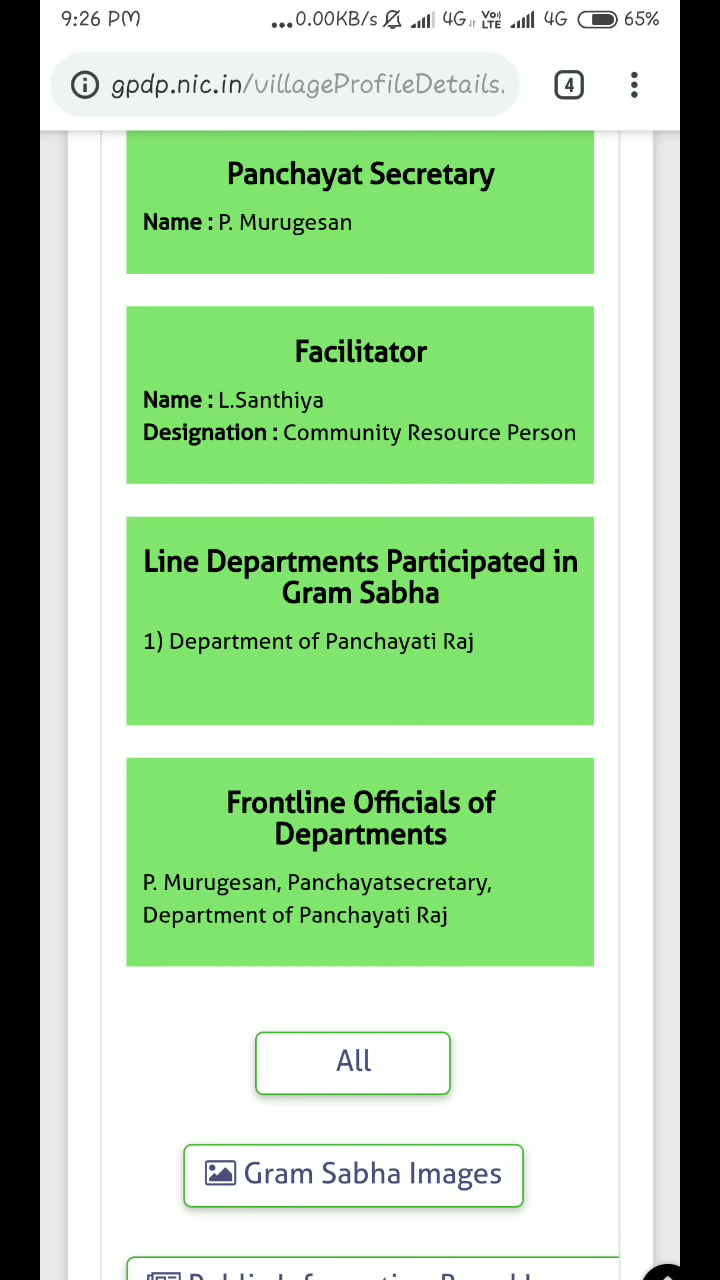 9:26 PM ...0.00KB/s 4G Vo) LTE 4G 65%
gpdp.nic.in/villageProfileDetails. 4
Panchayat Secretary
Name : P. Murugesan
Facilitator
Name : L.Santhiya
Designation : Community Resource Person
Line Departments Participated in
Gram Sabha
1) Department of Panchayati Raj
Frontline Officials of
Departments
P. Murugesan, Panchayatsecretary,
Department of Panchayati Raj
All
Gram Sabha Images